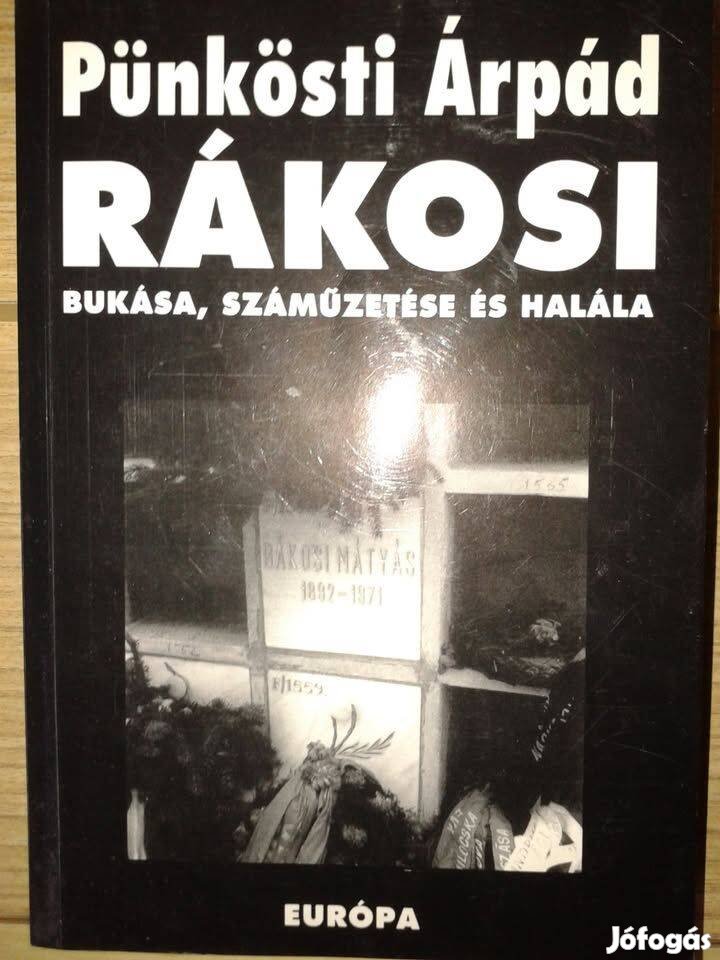 Pünkösti Árpád
RÁKOSI
BUKÁSA, SZÁMŰZETÉSE ÉS HALÁLA
1565
RÁKOSI MÁTYÁS
1892-1971
F/1559
EURÓPA
Jófogás